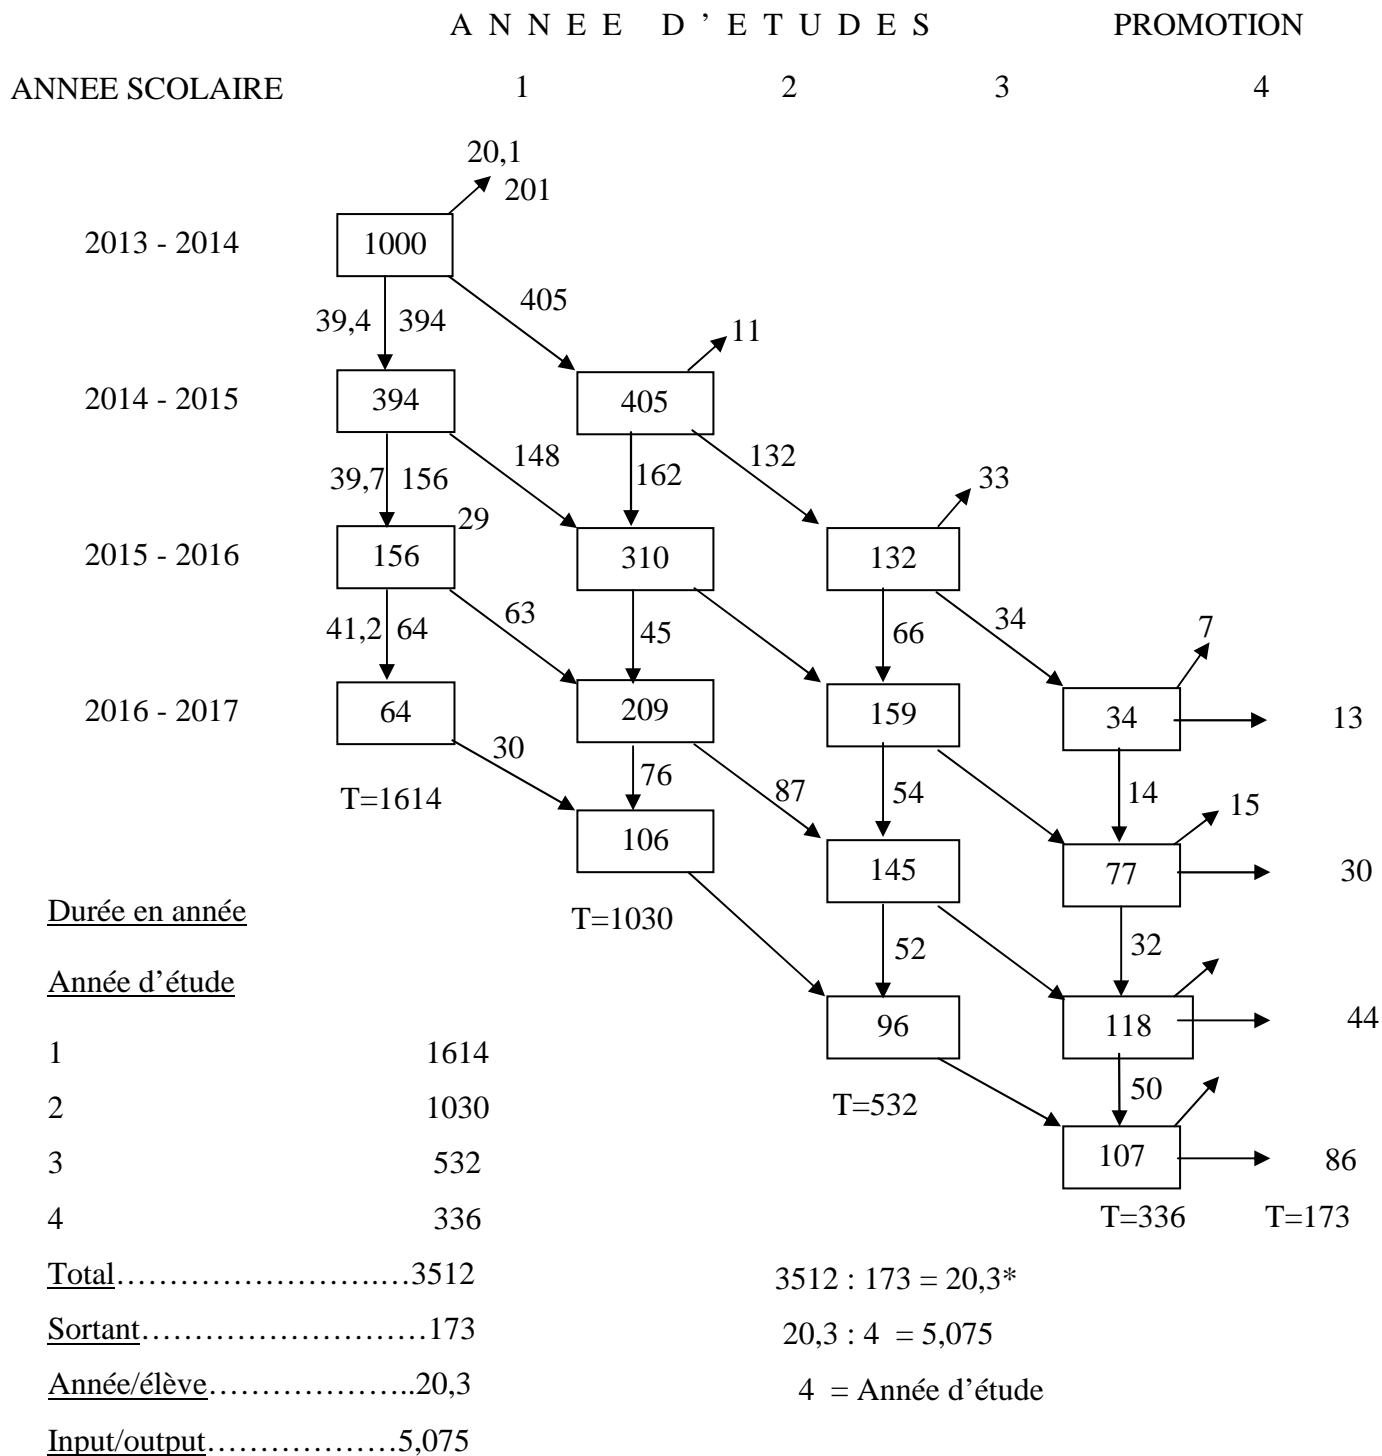 A N N E E D ’ E T U D E S PROMOTION
ANNEE SCOLAIRE 1 2 3 4
20,1
201
2013 - 2014 1000
405
39,4 394
11
2014 - 2015 394 405
148 132
39,7 156 162
33
29
2015 - 2016 156 310 132
63 34
41,2 64 45 66
7
2016 - 2017 64 209 159 34 13
30
76 87 54 14
T=1614
15
106 145 77 30
Durée en année
T=1030
52 32
Année d’étude
96 118 44
1 1614
50
2 1030
T=532
3 532
107 86
4 336
T=336 T=173
Total…………………….…3512
3512 : 173 = 20,3*
Sortant………………………173
20,3 : 4 = 5,075
Année/élève………………..20,3
4 = Année d’étude
Input/output………………5,075